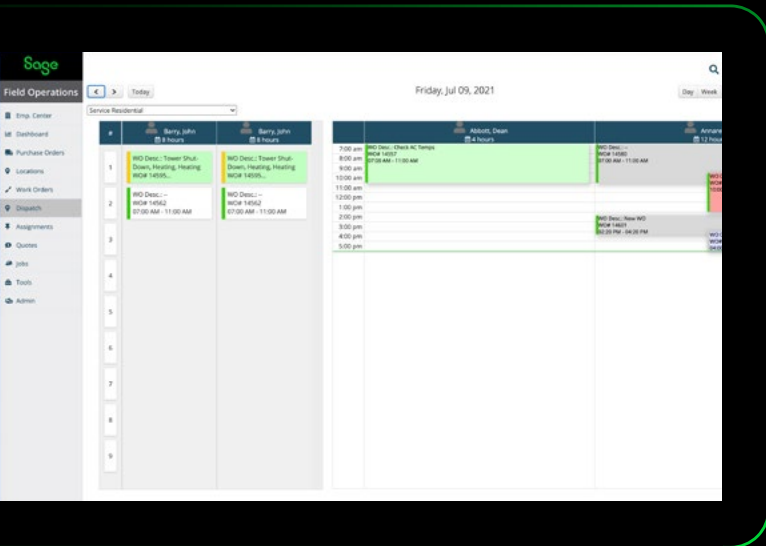 Sage
Field Operations
Today
Friday, Jul 09, 2021
Day Week
Service Residential
Emp. Center
Dashboard
Purchase Orders
Locations
Work Orders
Dispatch
Assignments
Quotes
Jobs
Tools
Admin
#
Barry, John
8 hours
Barry, John
8 hours
1
WO Desc.: Tower Shut-
Down, Heating, Heating
WO# 14595...
WO Desc.: Tower Shut-
Down, Heating, Heating
WO# 14595...
2
WO Desc.: --
WO# 14562
07:00 AM - 11:00 AM
WO Desc.: --
WO# 14562
07:00 AM - 11:00 AM
3
4
5
6
7
8
9
Abbott, Dean
4 hours
Annare
12 hour
7:00 am
8:00 am
9:00 am
10:00 am
11:00 am
12:00 pm
1:00 pm
2:00 pm
3:00 pm
4:00 pm
5:00 pm
WO Desc.: Check AC Temps
WO# 14557
07:00 AM - 11:00 AM
WO Desc.: --
WO# 14580
07:00 AM - 11:00 AM
WO Desc.: New WO
WO# 14601
02:20 PM - 04:20 PM